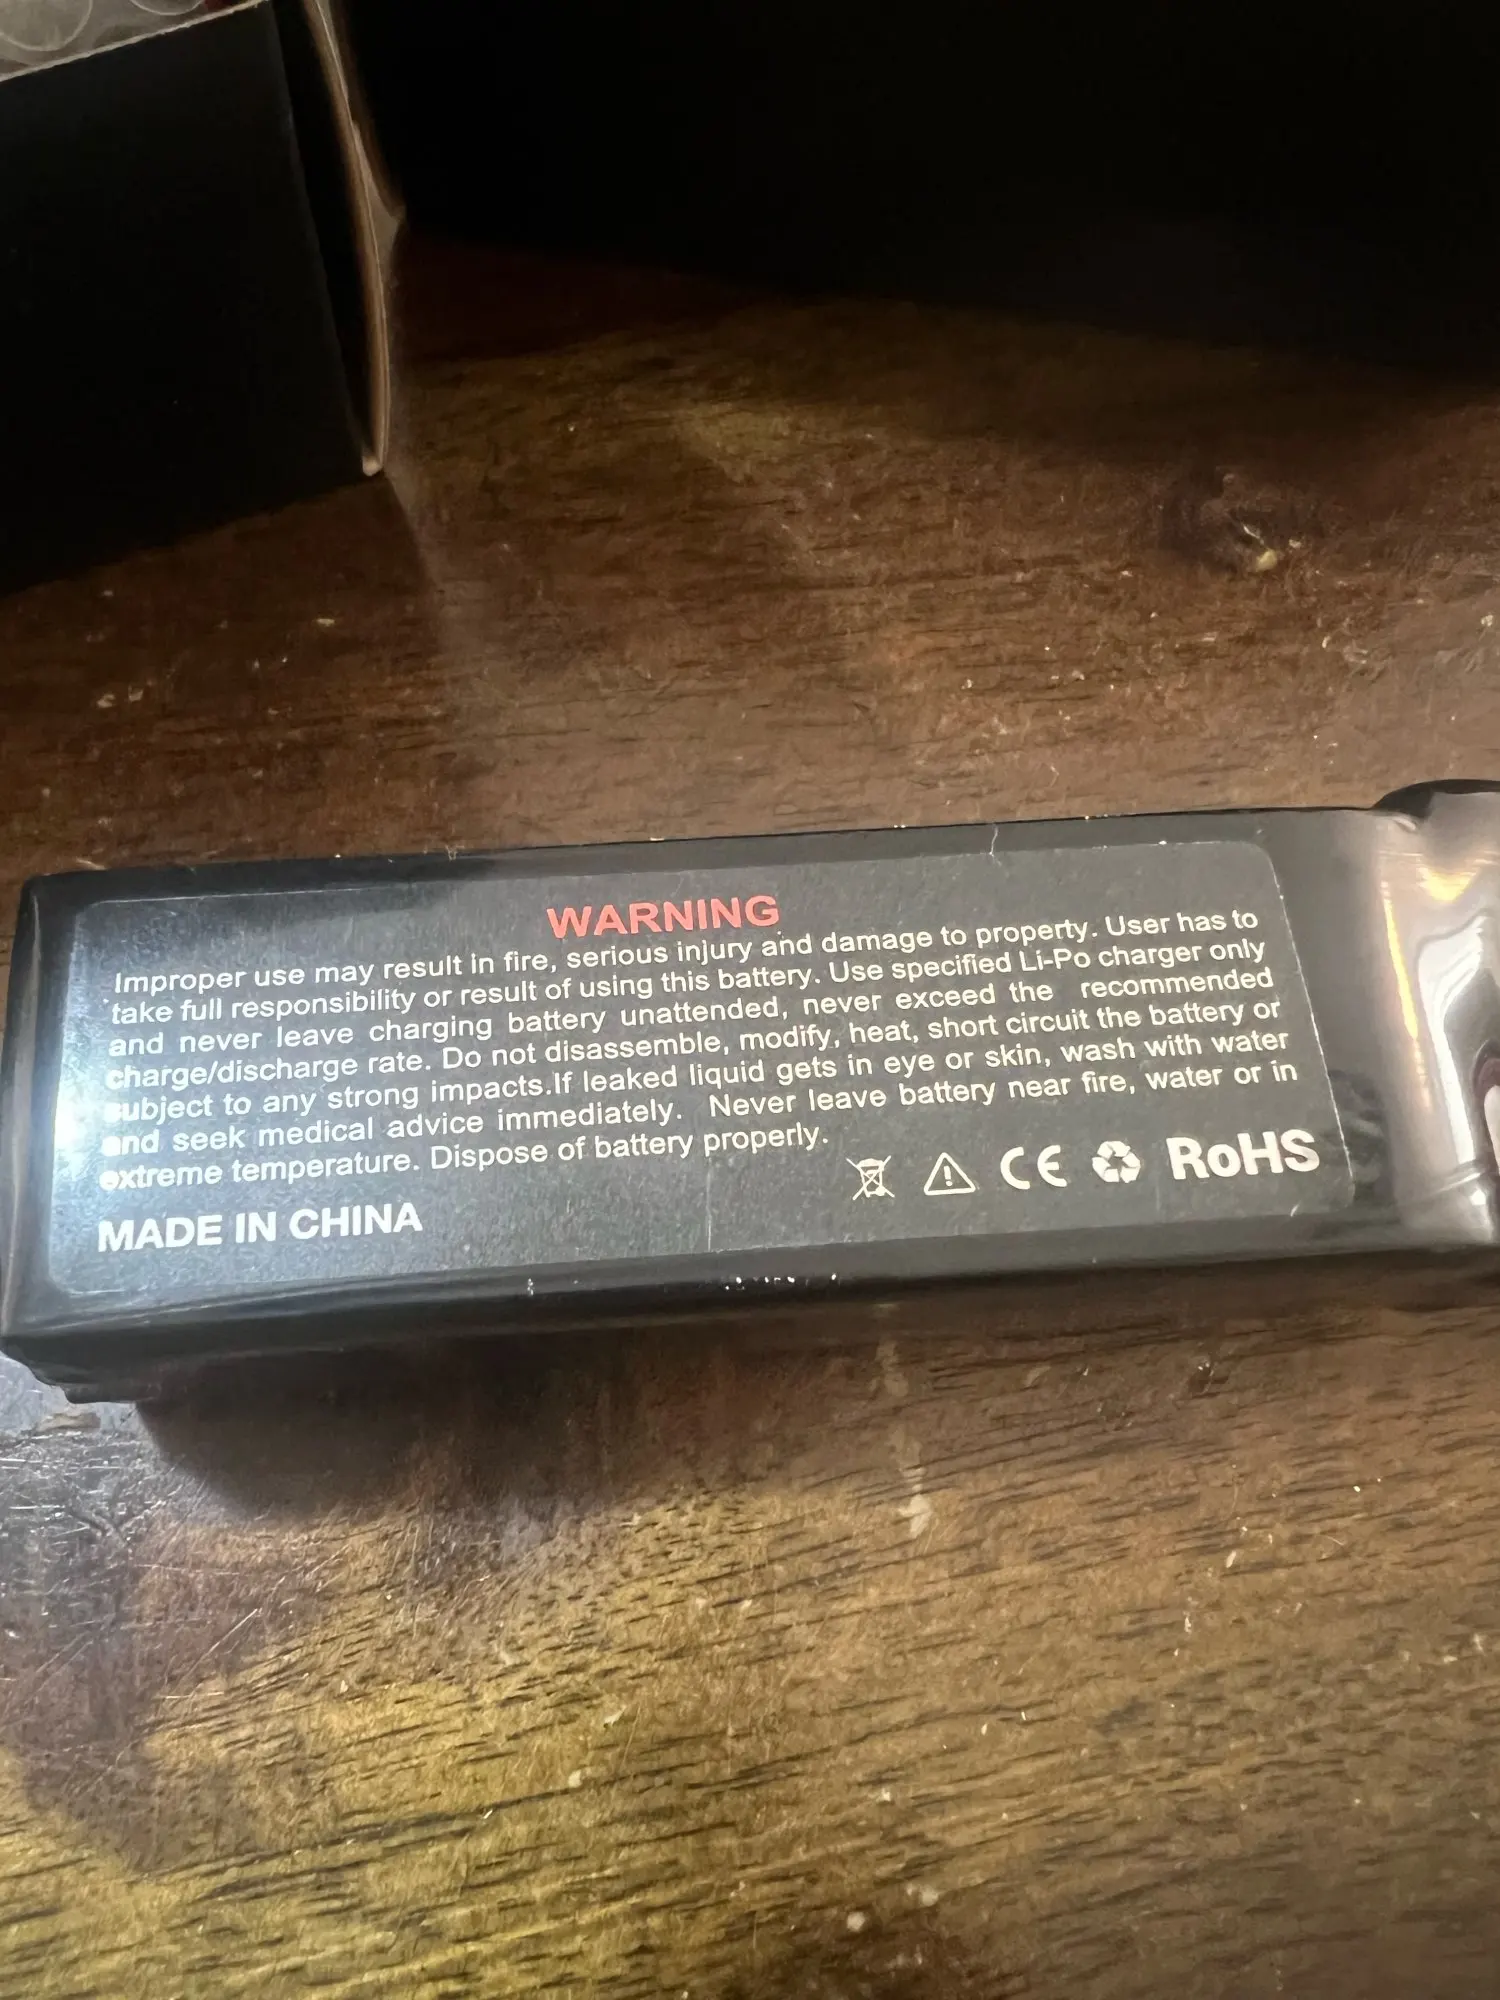 WARNING
Improper use may result in fire, serious injury and damage to property. User has to
take full responsibility or result of using this battery. Use specified Li-Po charger only
and never leave charging battery unattended, never exceed the recommended
charge/discharge rate. Do not disassemble, modify, heat, short circuit the battery or
subject to any strong impacts.If leaked liquid gets in eye or skin, wash with water
and seek medical advice immediately. Never leave battery near fire, water or in
extreme temperature. Dispose of battery properly.
CE RoHS
MADE IN CHINA